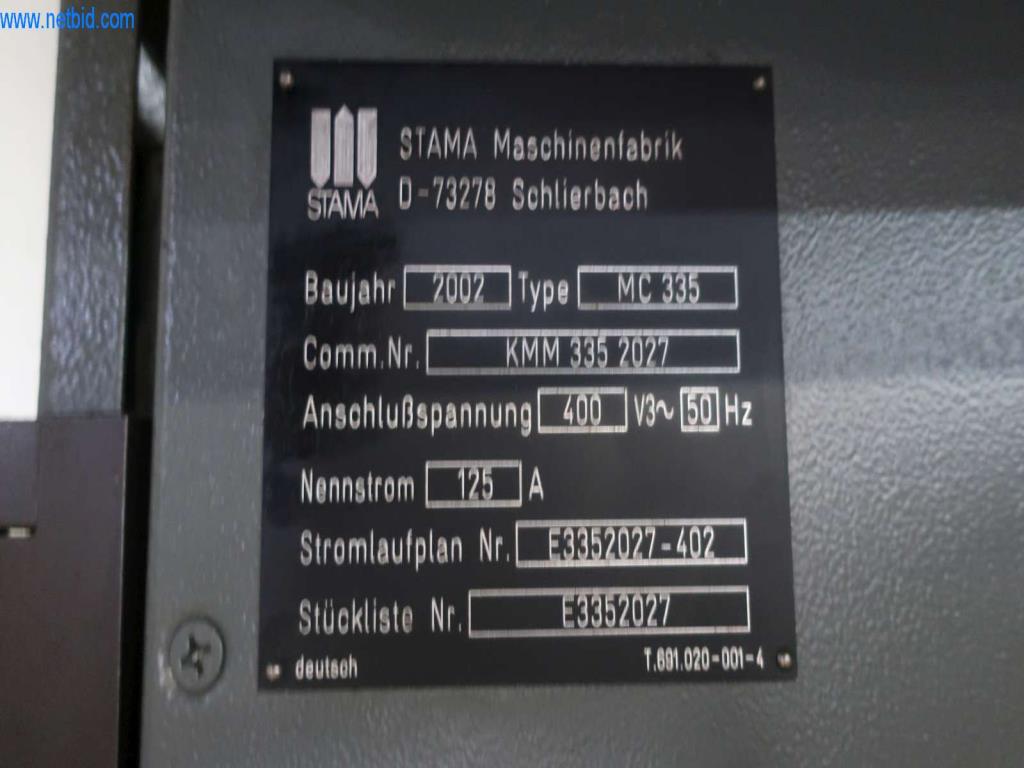 www.netbid.com
STAMA
STAMA Maschinenfabrik
D-73278 Schlierbach
Baujahr 2002 Type MC 335
Comm.Nr. KMM 335 2027
Anschlußspannung 400 V3~ 50 Hz
Nennstrom 125 A
Stromlaufplan Nr. E3352027-402
Stückliste Nr. E3352027
deutsch T.691.020-001-4